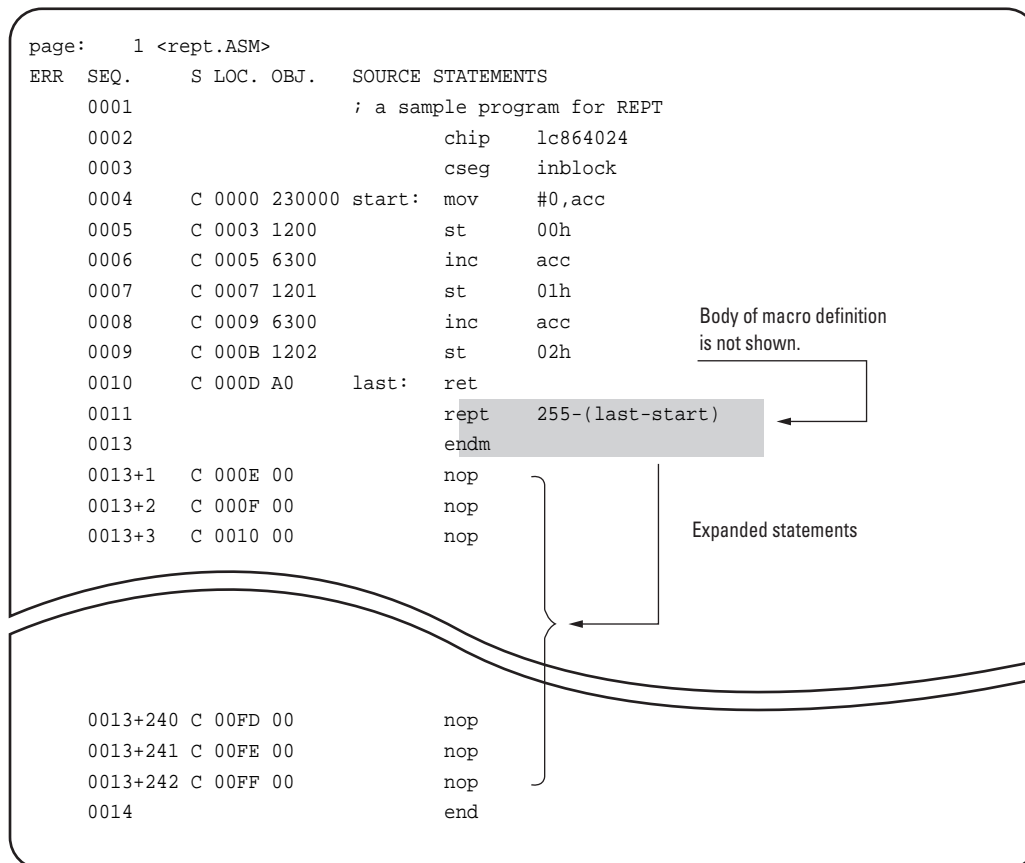 page:    1 <rept.ASM>
ERR  SEQ.     S LOC. OBJ.   SOURCE STATEMENTS
     0001                   ; a sample program for REPT
     0002                           chip    lc864024
     0003                           cseg    inblock
     0004     C 0000 230000 start:  mov     #0,acc
     0005     C 0003 1200           st      00h
     0006     C 0005 6300           inc     acc
     0007     C 0007 1201           st      01h
     0008     C 0009 6300           inc     acc
     0009     C 000B 1202           st      02h
Body of macro definition
is not shown.
     0010     C 000D A0     last:   ret
     0011                           rept    255-(last-start)
     0013                           endm
     0013+1   C 000E 00             nop
     0013+2   C 000F 00             nop
     0013+3   C 0010 00             nop
Expanded statements
     0013+240 C 00FD 00             nop
     0013+241 C 00FE 00             nop
     0013+242 C 00FF 00             nop
     0014                           end